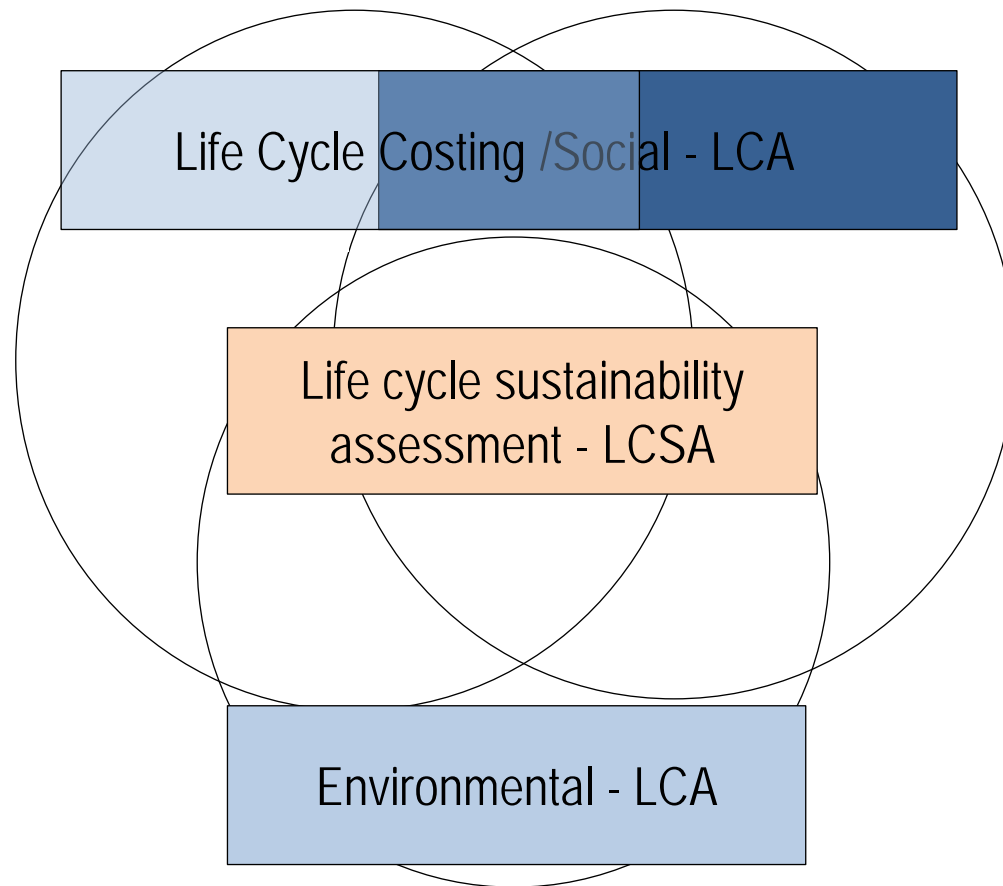 Life Cycle Costing /Social - LCA
Life cycle sustainability
assessment - LCSA
Environmental - LCA